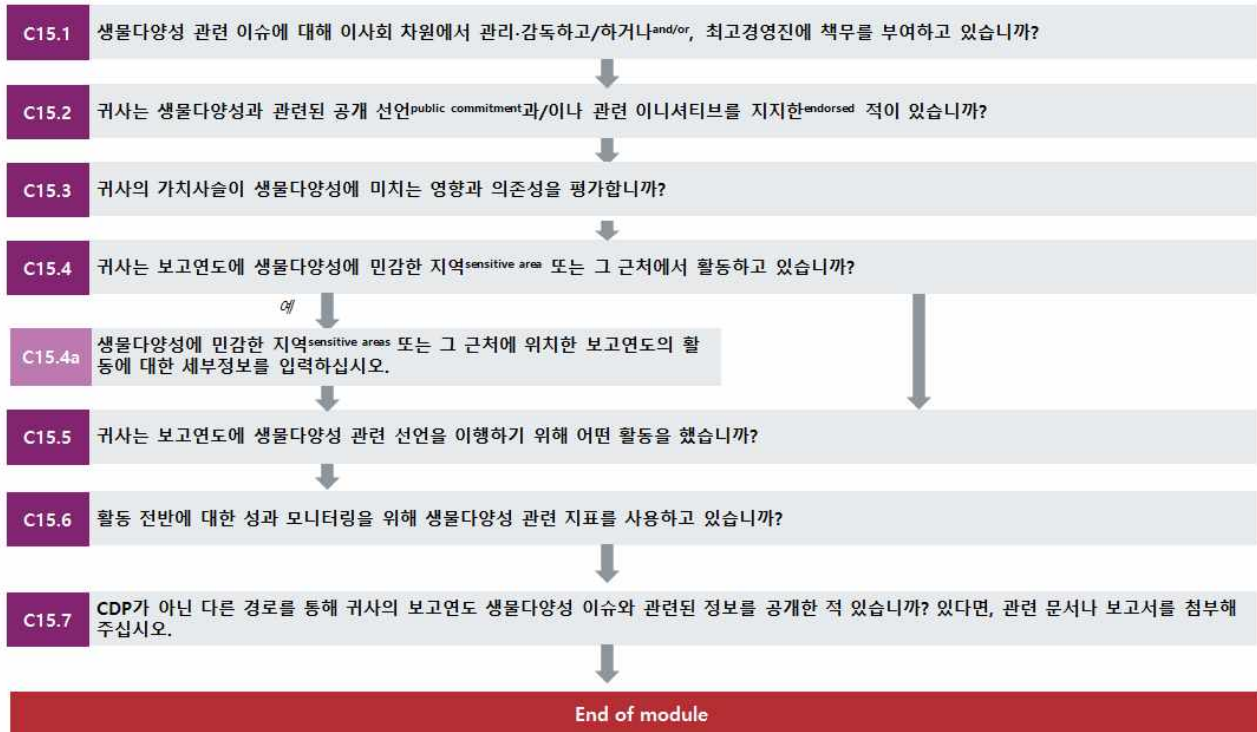 C15.1 생물다양성 관련 이슈에 대해 이사회 차원에서 관리·감독하고/하거나and/or, 최고경영진에 책무를 부여하고 있습니까?
C15.2 귀사는 생물다양성과 관련된 공개 선언public commitment과/이나 관련 이니셔티브를 지지한endorsed 적이 있습니까?
C15.3 귀사의 가치사슬이 생물다양성에 미치는 영향과 의존성을 평가합니까?
C15.4 귀사는 보고연도에 생물다양성에 민감한 지역sensitive area 또는 그 근처에서 활동하고 있습니까?
예
C15.4a 생물다양성에 민감한 지역sensitive areas 또는 그 근처에 위치한 보고연도의 활
동에 대한 세부정보를 입력하십시오.
C15.5 귀사는 보고연도에 생물다양성 관련 선언을 이행하기 위해 어떤 활동을 했습니까?
C15.6 활동 전반에 대한 성과 모니터링을 위해 생물다양성 관련 지표를 사용하고 있습니까?
C15.7 CDP가 아닌 다른 경로를 통해 귀사의 보고연도 생물다양성 이슈와 관련된 정보를 공개한 적 있습니까? 있다면, 관련 문서나 보고서를 첨부해
주십시오.
End of module